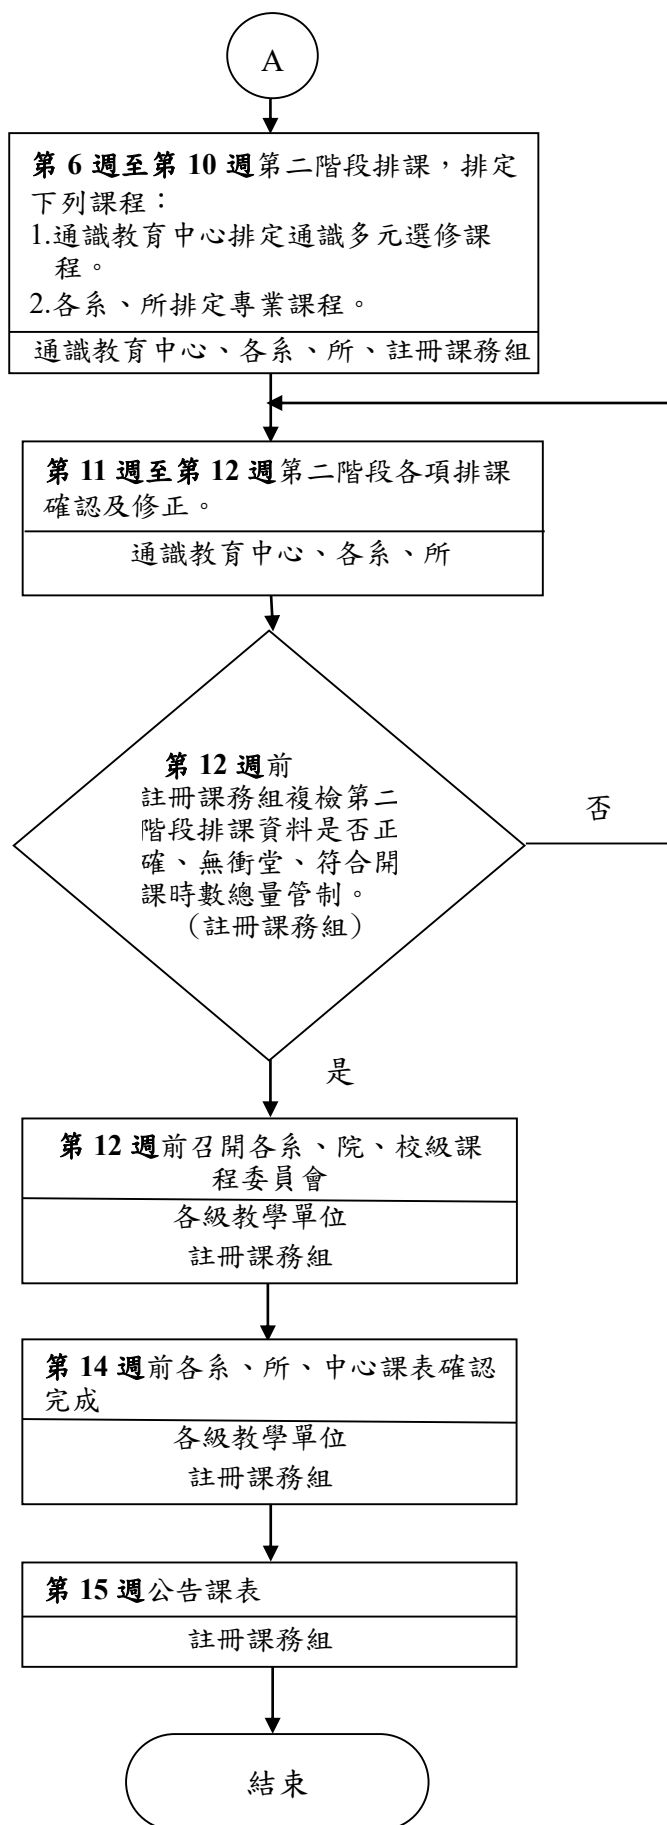 A
第 6 週至第 10 週第二階段排課，排定
下列課程：
1.通識教育中心排定通識多元選修課
程。
2.各系、所排定專業課程。
通識教育中心、各系、所、註冊課務組
第 11 週至第 12 週第二階段各項排課
確認及修正。
通識教育中心、各系、所
第 12 週前
註冊課務組複檢第二
階段排課資料是否正
確、無衝堂、符合開
課時數總量管制。
（註冊課務組）
否
是
第 12 週前召開各系、院、校級課
程委員會
各級教學單位
註冊課務組
第 14 週前各系、所、中心課表確認
完成
各級教學單位
註冊課務組
第 15 週公告課表
註冊課務組
結束